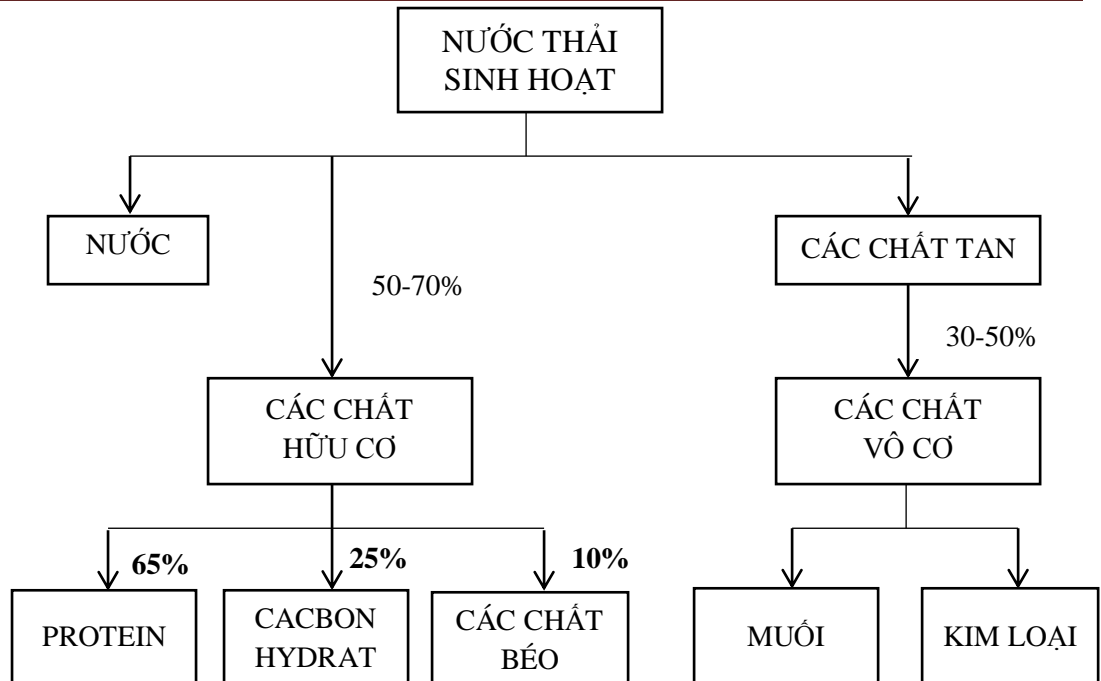 NƯỚC THẢI
SINH HOẠT
NƯỚC
CÁC CHẤT TAN
50-70%
30-50%
CÁC CHẤT
HỮU CƠ
CÁC CHẤT
VÔ CƠ
65%
25%
10%
PROTEIN
CACBON
HYDRAT
CÁC CHẤT
BÉO
MUỐI
KIM LOẠI